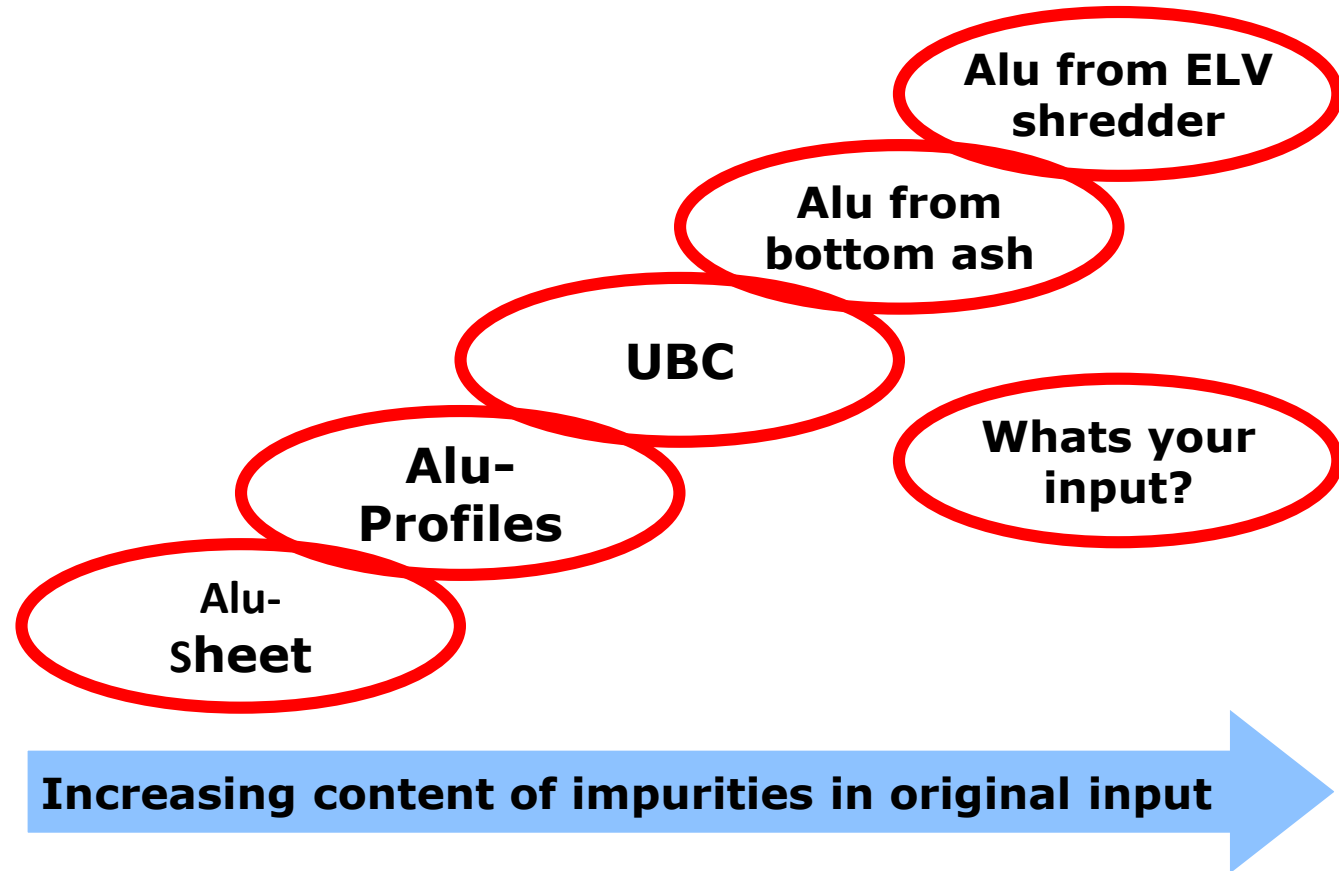 Alu from ELV
shredder
Alu from
bottom ash
UBC
Whats your
input?
Alu–
Profiles
Alu-
Sheet
Increasing content of impurities in original input